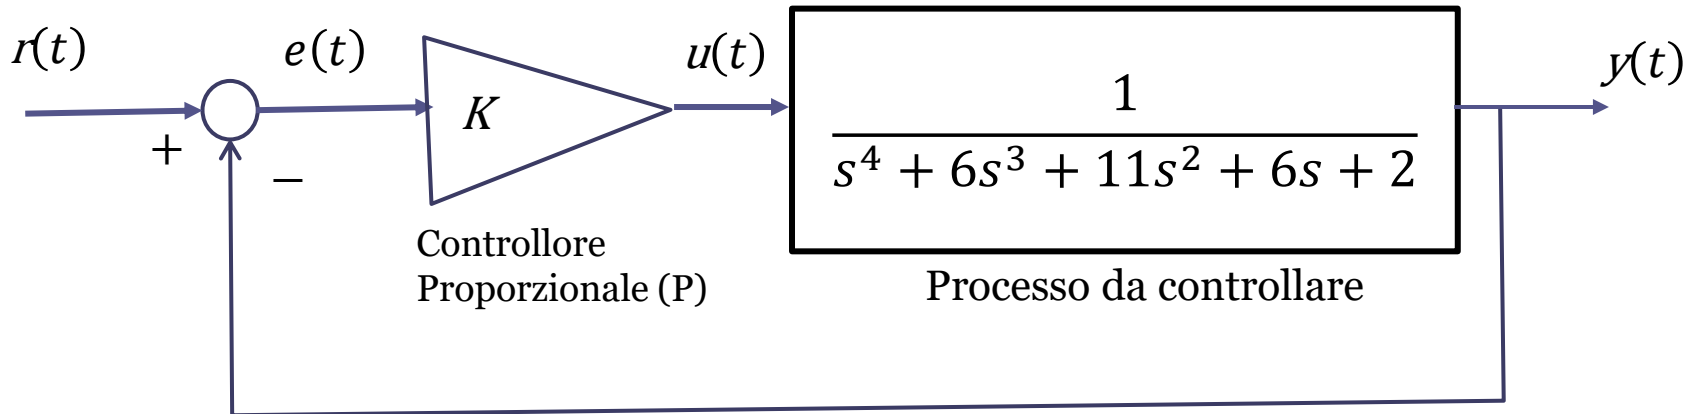 r(t)
e(t)
u(t)
y(t)
K
1
s⁴ + 6s³ + 11s² + 6s + 2
+
−
Controllore
Proporzionale (P)
Processo da controllare